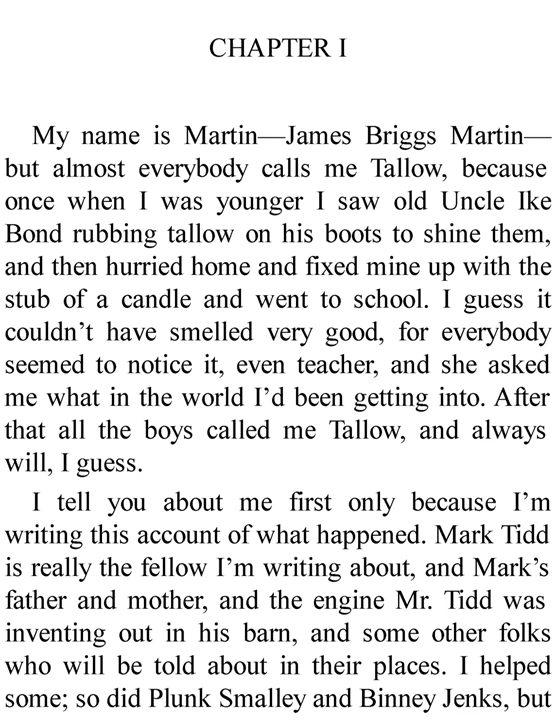 CHAPTER I
My name is Martin—James Briggs Martin—
but almost everybody calls me Tallow, because
once when I was younger I saw old Uncle Ike
Bond rubbing tallow on his boots to shine them,
and then hurried home and fixed mine up with the
stub of a candle and went to school. I guess it
couldn’t have smelled very good, for everybody
seemed to notice it, even teacher, and she asked
me what in the world I’d been getting into. After
that all the boys called me Tallow, and always
will, I guess.
I tell you about me first only because I’m
writing this account of what happened. Mark Tidd
is really the fellow I’m writing about, and Mark’s
father and mother, and the engine Mr. Tidd was
inventing out in his barn, and some other folks
who will be told about in their places. I helped
some; so did Plunk Smalley and Binney Jenks, but